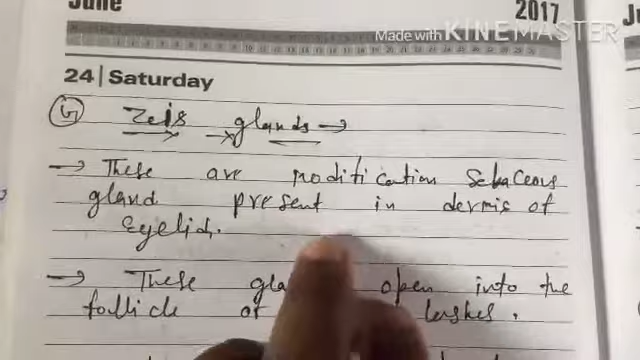 June
2017
Made with KINEMASTER
24 | Saturday
G Zeis glands →
→ These are modification Sebaceous
gland present in dermis of
Eyelid.
→ These open into the
follicle of lashes.